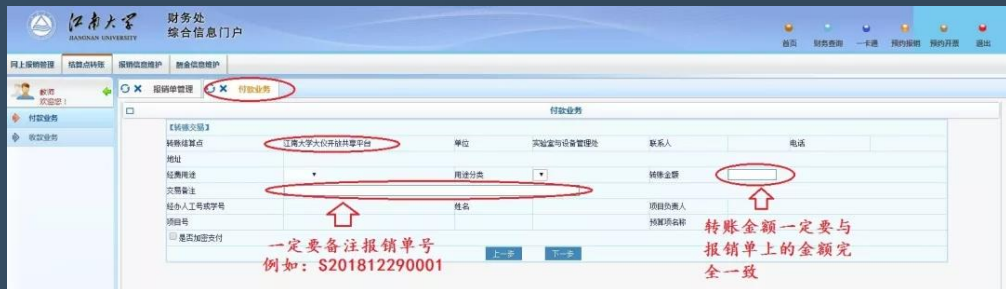 江南大学
JIANGNAN UNIVERSITY
财务处
综合信息门户
首页 财务查询 一卡通 预约报销 预约开票 退出
网上报销管理 结算点转账 报销信息维护 酬金信息维护
教师
欢迎您！
报销单管理 付款业务
付款业务
收款业务
付款业务
【转账交易】
转账结算点 江南大学大仪开放共享平台 单位 实验室与设备管理处 联系人 电话
地址
经费用途 用途分类 转账金额
交易备注
经办人工号或学号 姓名 项目负责人
项目号 预算项名称
是否加密支付
上一步 下一步
一定要备注报销单号
例如：S201812290001
转账金额一定要与
报销单上的金额完
全一致